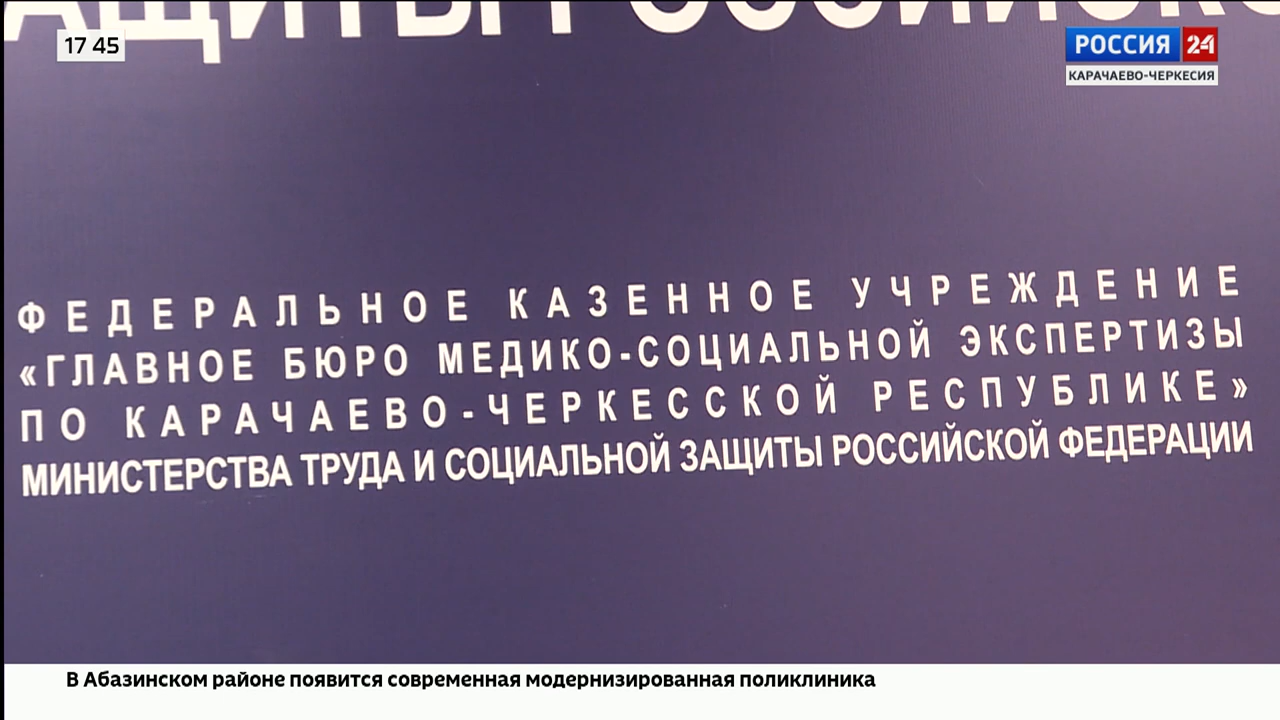 17 45
РОССИЯ 24
КАРАЧАЕВО-ЧЕРКЕСИЯ
ФЕДЕРАЛЬНОЕ КАЗЕННОЕ УЧРЕЖДЕНИЕ
«ГЛАВНОЕ БЮРО МЕДИКО-СОЦИАЛЬНОЙ ЭКСПЕРТИЗЫ
ПО КАРАЧАЕВО-ЧЕРКЕССКОЙ РЕСПУБЛИКЕ»
МИНИСТЕРСТВА ТРУДА И СОЦИАЛЬНОЙ ЗАЩИТЫ РОССИЙСКОЙ ФЕДЕРАЦИИ
В Абазинском районе появится современная модернизированная поликлиника